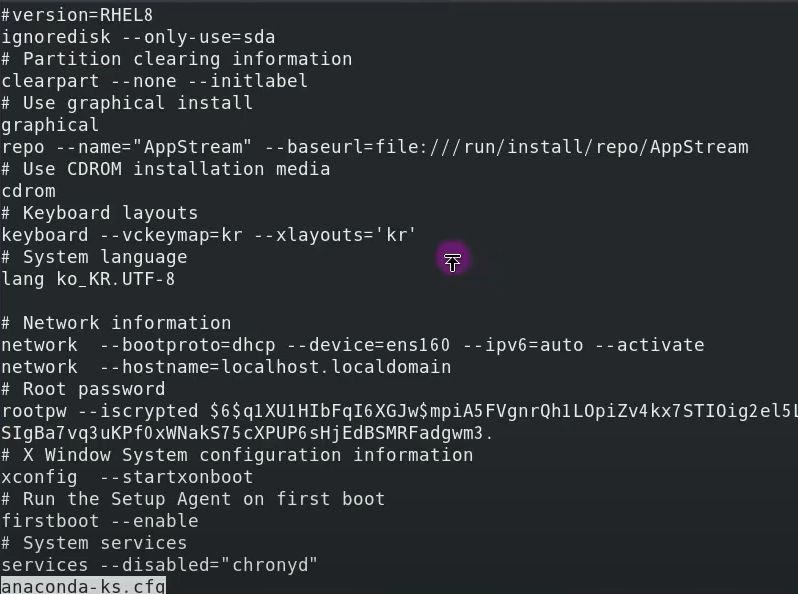 #version=RHEL8
ignoredisk --only-use=sda
# Partition clearing information
clearpart --none --initlabel
# Use graphical install
graphical
repo --name="AppStream" --baseurl=file:///run/install/repo/AppStream
# Use CDROM installation media
cdrom
# Keyboard layouts
keyboard --vckeymap=kr --xlayouts='kr'
# System language
lang ko_KR.UTF-8
# Network information
network  --bootproto=dhcp --device=ens160 --ipv6=auto --activate
network  --hostname=localhost.localdomain
# Root password
rootpw --iscrypted $6$q1XU1HIbFqI6XGJw$mpiA5FVgnrQh1LOpiZv4kx7STIOig2el5L
SIgBa7vq3uKPf0xWNakS75cXPUP6sHjEdBSMRFadgwm3.
# X Window System configuration information
xconfig  --startxonboot
# Run the Setup Agent on first boot
firstboot --enable
# System services
services --disabled="chronyd"
anaconda-ks.cfg